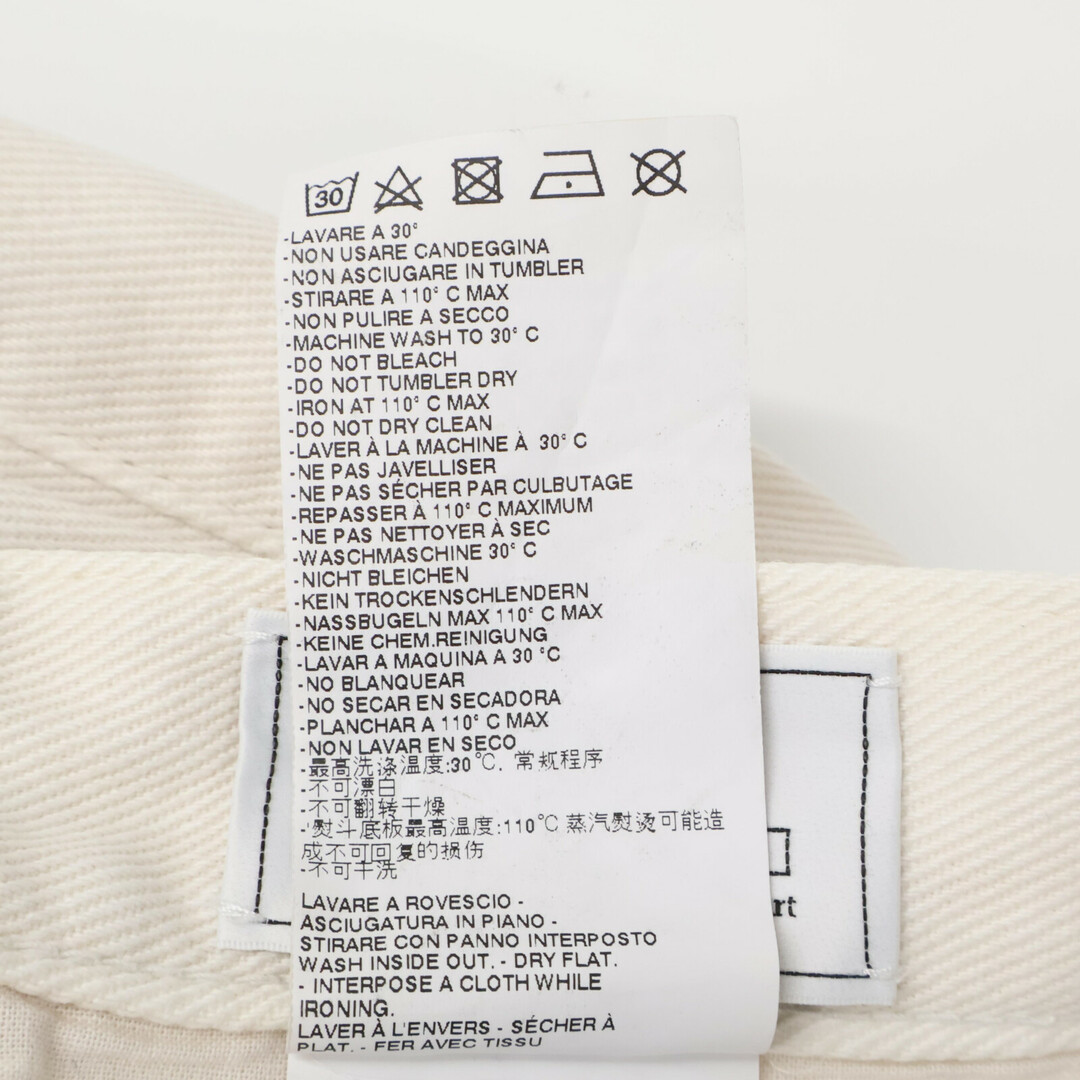 30
-LAVARE A 30°
-NON USARE CANDEGGINA
-NON ASCIUGARE IN TUMBLER
-STIRARE A 110° C MAX
-NON PULIRE A SECCO
-MACHINE WASH TO 30° C
-DO NOT BLEACH
-DO NOT TUMBLER DRY
-IRON AT 110° C MAX
-DO NOT DRY CLEAN
-LAVER À LA MACHINE À 30° C
-NE PAS JAVELLISER
-NE PAS SÉCHER PAR CULBUTAGE
-REPASSER À 110° C MAXIMUM
-NE PAS NETTOYER À SEC
-WASCHMASCHINE 30° C
-NICHT BLEICHEN
-KEIN TROCKENSCHLENDERN
-NASSBUGELN MAX 110° C MAX
-KEINE CHEM.REINIGUNG
-LAVAR A MAQUINA A 30 °C
-NO BLANQUEAR
-NO SECAR EN SECADORA
-PLANCHAR A 110° C MAX
-NON LAVAR EN SECO
-最高洗涤温度:30℃, 常规程序
-不可漂白
-不可翻转干燥
-熨斗底板最高温度:110℃蒸汽熨烫可能造
成不可回复的损伤
-不可干洗
LAVARE A ROVESCIO -
ASCIUGATURA IN PIANO -
STIRARE CON PANNO INTERPOSTO
WASH INSIDE OUT. - DRY FLAT.
- INTERPOSE A CLOTH WHILE
IRONING.
LAVER À L'ENVERS - SÉCHER À
PLAT. - FER AVEC TISSU